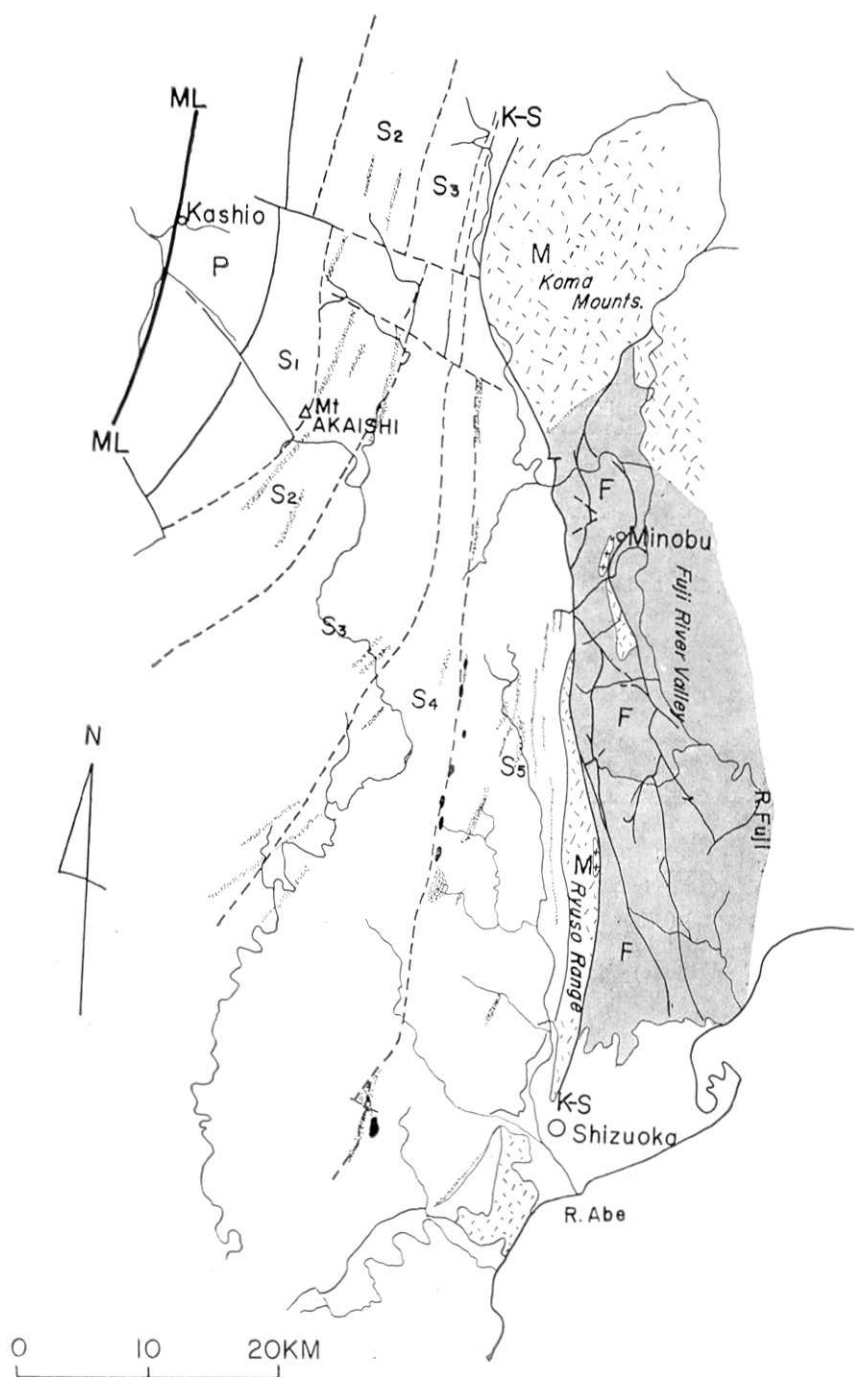 ML
K-S
S2
S3
Kashio
P
M
Koma
Mounts.
S1
Mt
AKAISHI
ML
S2
F
Minobu
Fuji River Valley
S3
S4
F
N
S5
R. Fuji
M
Ryuso Range
F
K-S
Shizuoka
R. Abe
0 10 20KM